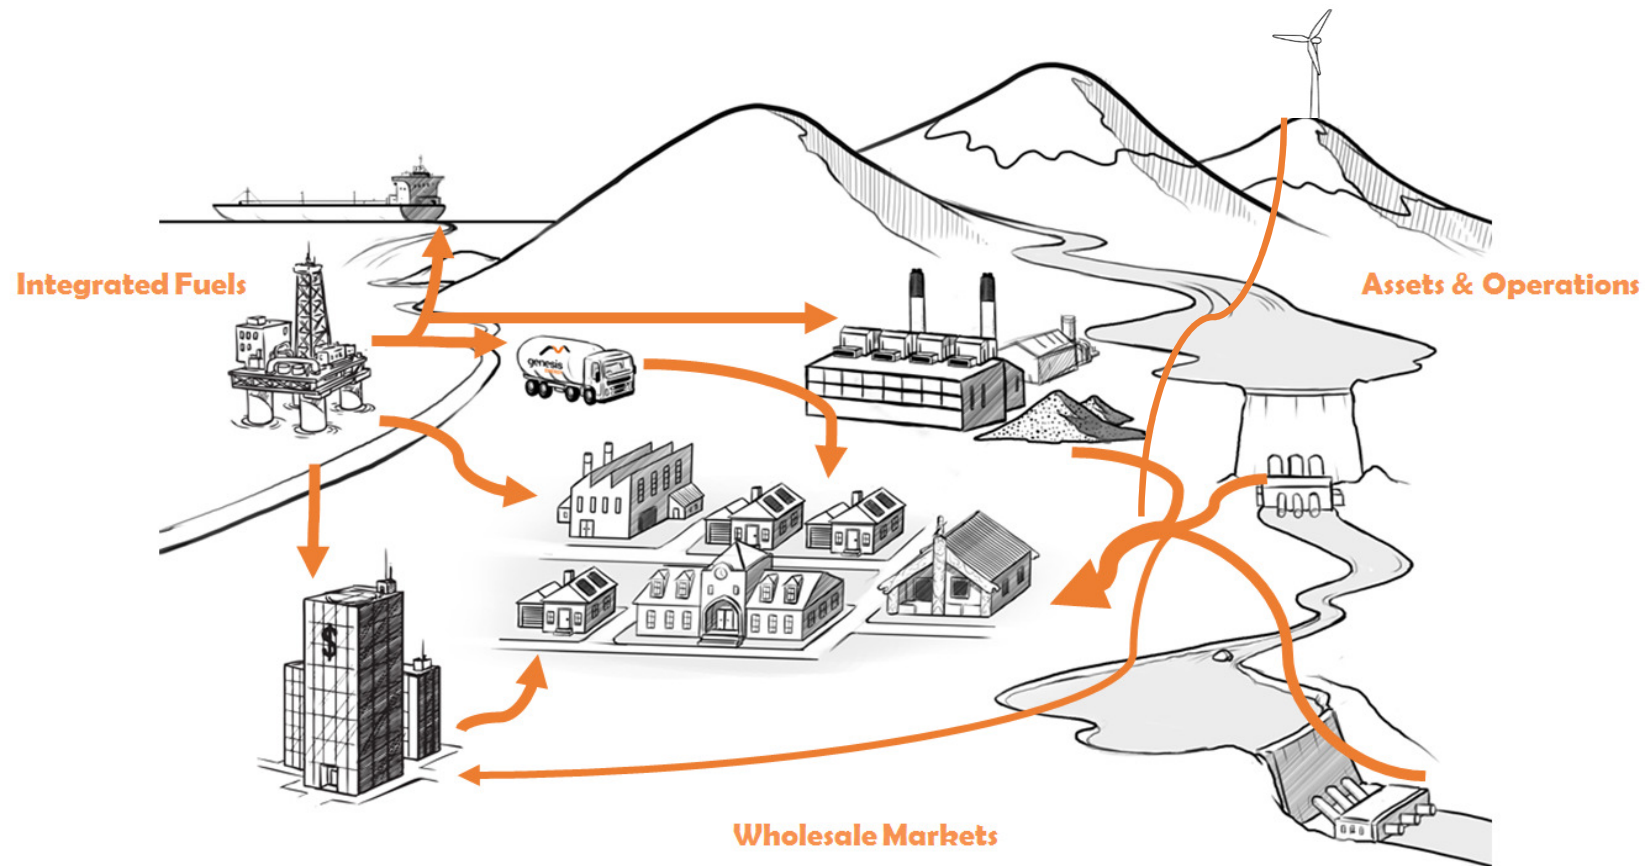 Integrated Fuels
Assets & Operations
genesis
$
Wholesale Markets